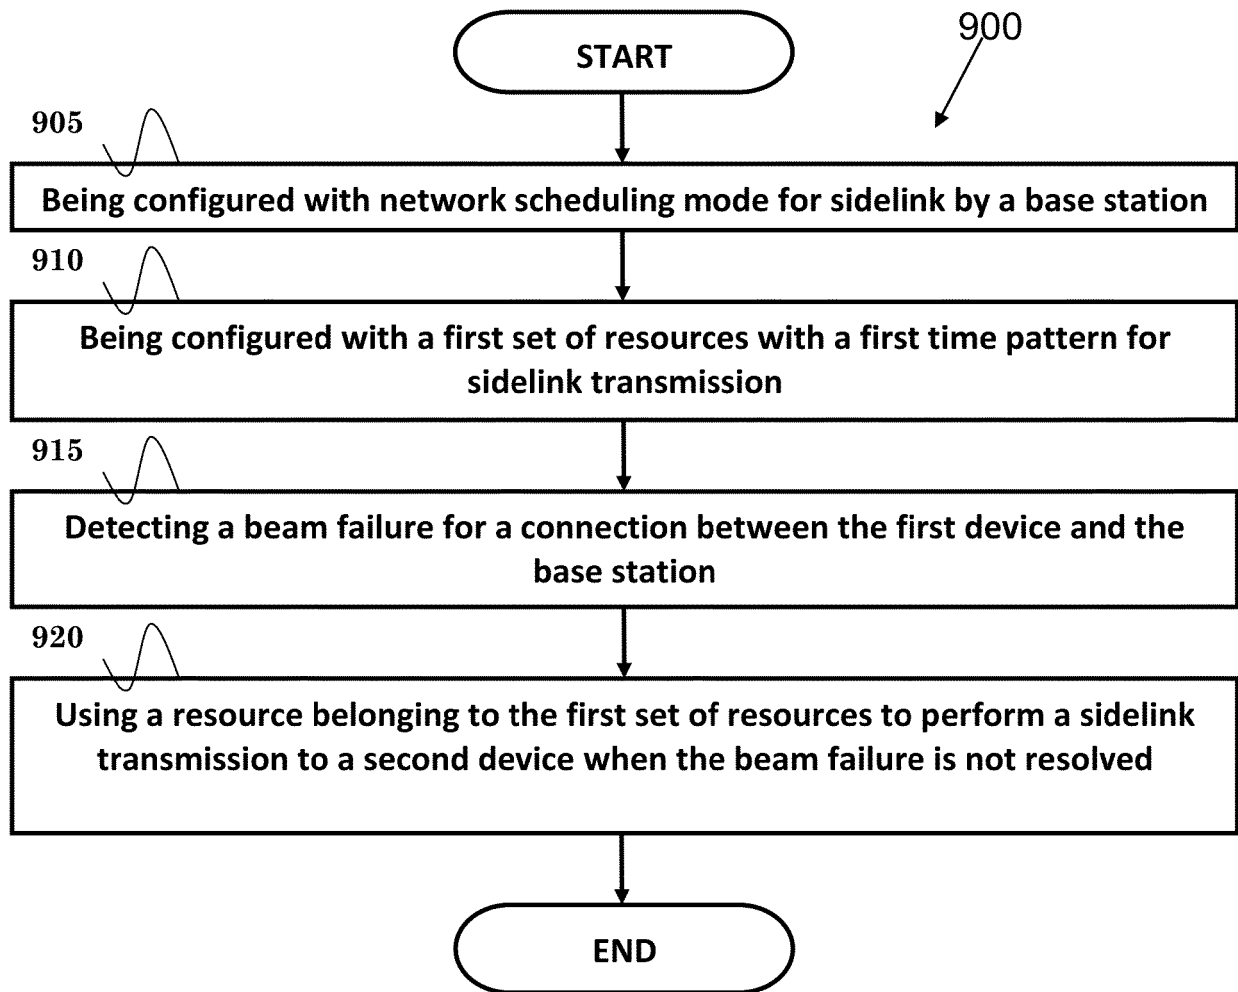 START
900
905
Being configured with network scheduling mode for sidelink by a base station
910
Being configured with a first set of resources with a first time pattern for
sidelink transmission
915
Detecting a beam failure for a connection between the first device and the
base station
920
Using a resource belonging to the first set of resources to perform a sidelink
transmission to a second device when the beam failure is not resolved
END